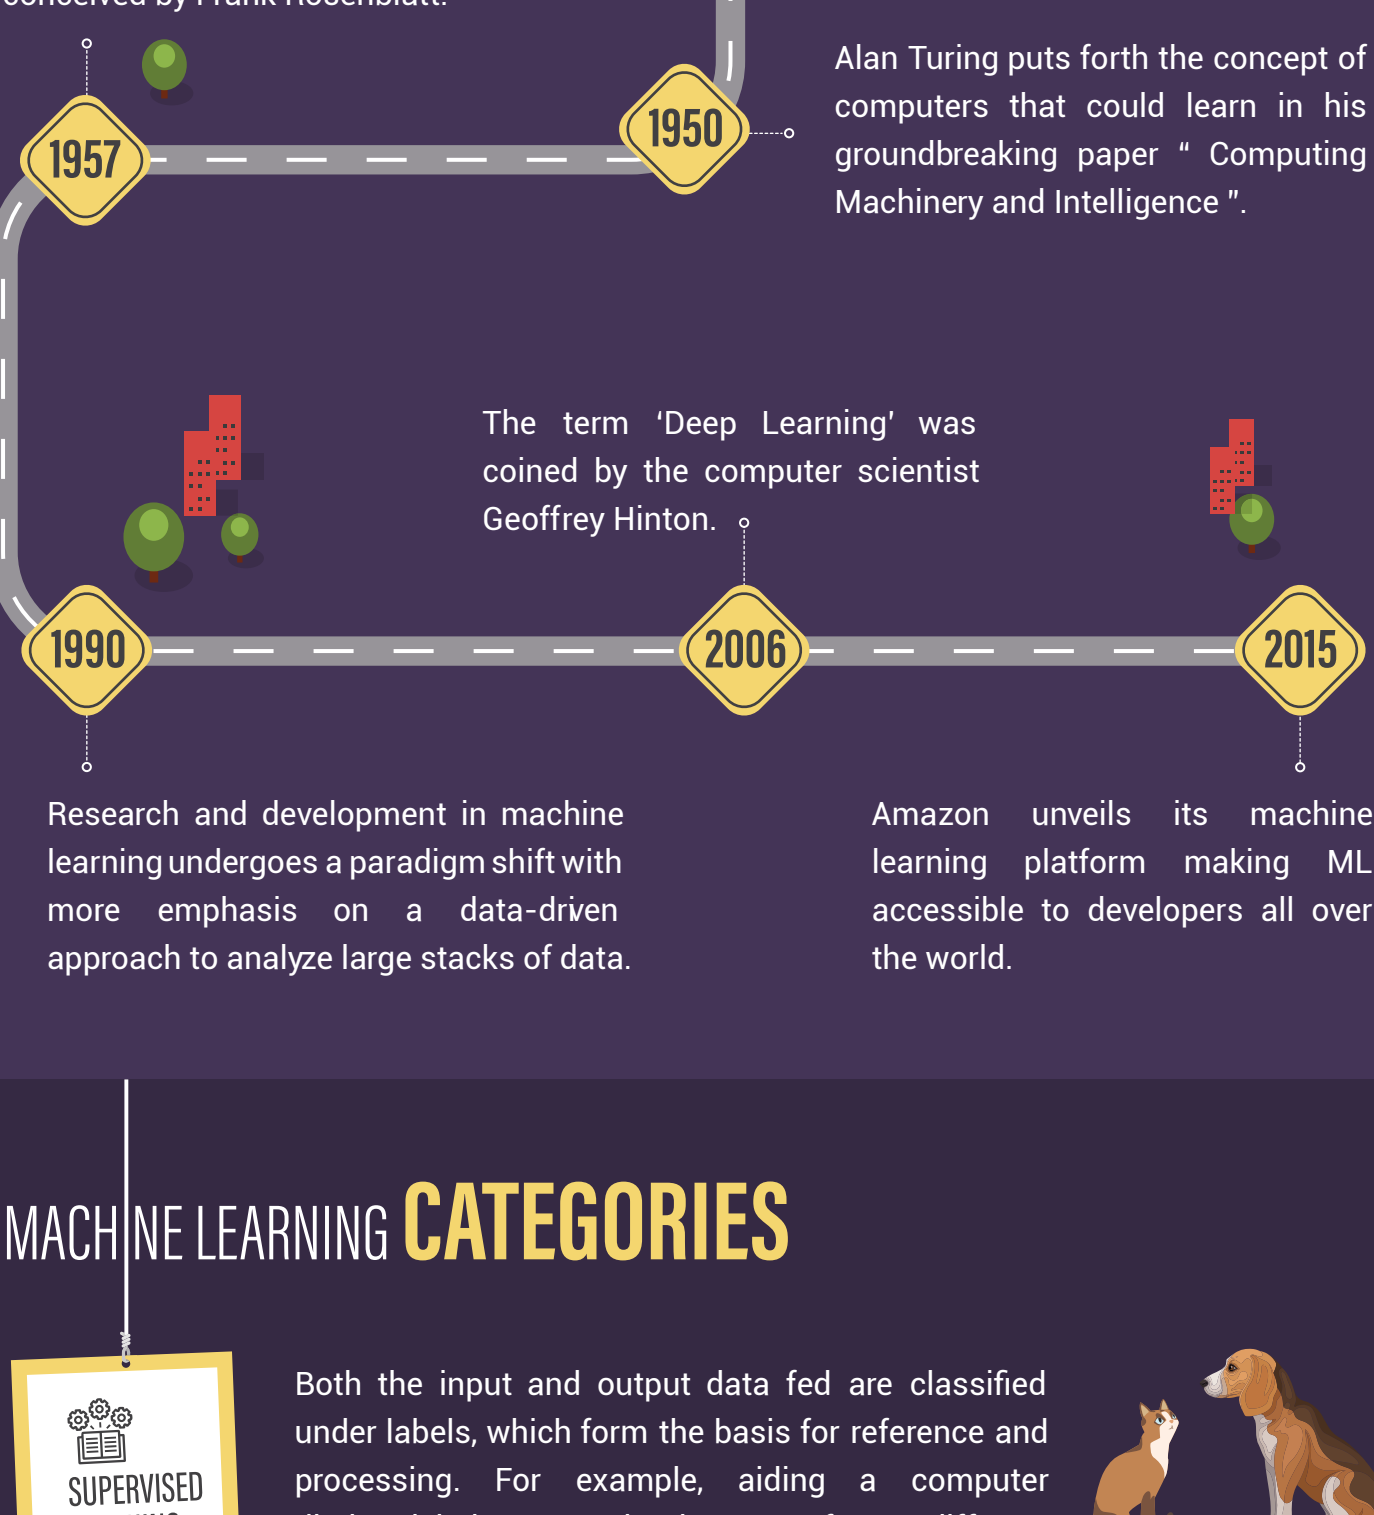 conceived by Frank Rosenblatt.
1957
1950
Alan Turing puts forth the concept of
computers that could learn in his
groundbreaking paper “ Computing
Machinery and Intelligence ”.
The term ‘Deep Learning’ was
coined by the computer scientist
Geoffrey Hinton.
1990
2006
2015
Research and development in machine
learning undergoes a paradigm shift with
more emphasis on a data-driven
approach to analyze large stacks of data.
Amazon unveils its machine
learning platform making ML
accessible to developers all over
the world.
MACHINE LEARNING CATEGORIES
SUPERVISED
Both the input and output data fed are classified
under labels, which form the basis for reference and
processing. For example, aiding a computer